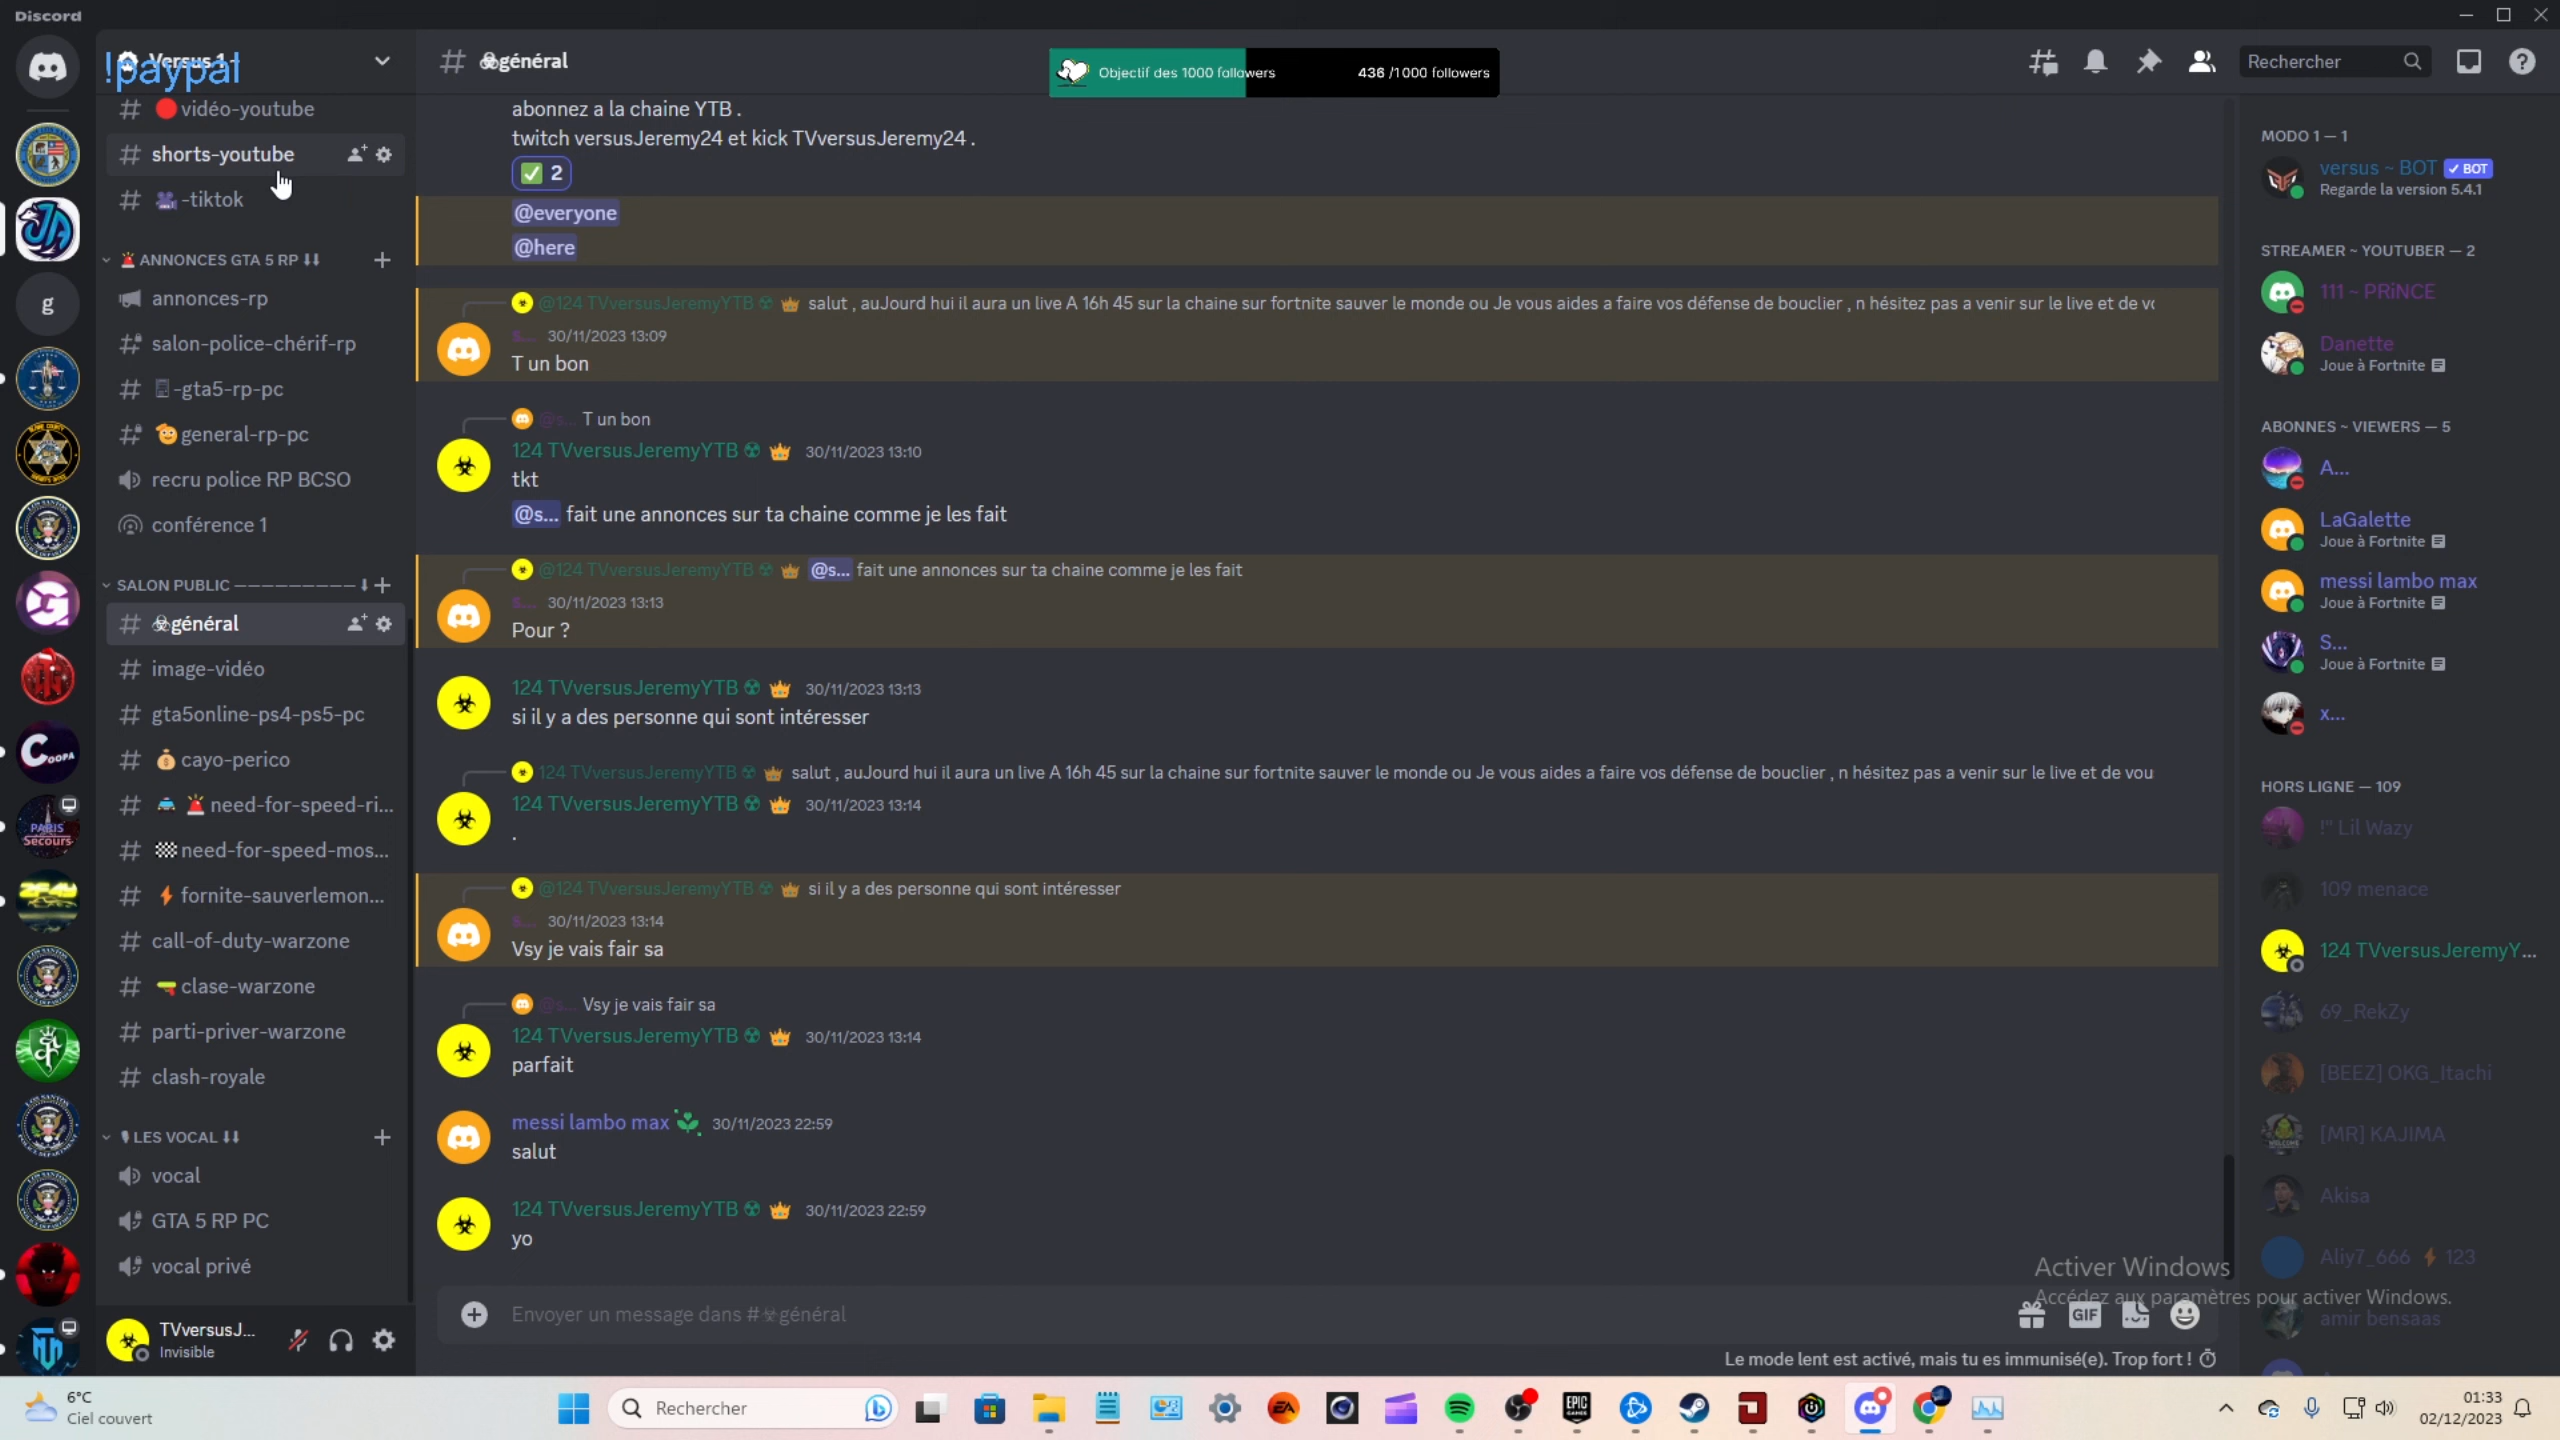 Discord
!paypal
vidéo-youtube
shorts-youtube
-tiktok
ANNONCES GTA 5 RP
annonces-rp
salon-police-chérif-rp
-gta5-rp-pc
general-rp-pc
recru police RP BCSO
conférence 1
SALON PUBLIC ——————————
général
image-vidéo
gta5online-ps4-ps5-pc
cayo-perico
need-for-speed-ri...
need-for-speed-mos...
fornite-sauverlemon...
call-of-duty-warzone
clase-warzone
parti-priver-warzone
clash-royale
LES VOCAL
vocal
GTA 5 RP PC
vocal privé
TVversusJ...
Invisible
g
COOPA
PARIS
Secours
général
Objectif des 1000 followers 436 /1000 followers
Rechercher
abonnez a la chaine YTB .
twitch versusJeremy24 et kick TVversusJeremy24 .
2
@everyone
@here
@124 TVversusJeremyYTB salut , auJourd hui il aura un live A 16h 45 sur la chaine sur fortnite sauver le monde ou Je vous aides a faire vos défense de bouclier , n hésitez pas a venir sur le live et de vo
s... 30/11/2023 13:09
T un bon
@s... T un bon
124 TVversusJeremyYTB 30/11/2023 13:10
tkt
@s... fait une annonces sur ta chaine comme je les fait
@124 TVversusJeremyYTB @s... fait une annonces sur ta chaine comme je les fait
s... 30/11/2023 13:13
Pour ?
124 TVversusJeremyYTB 30/11/2023 13:13
si il y a des personne qui sont intéresser
124 TVversusJeremyYTB salut , auJourd hui il aura un live A 16h 45 sur la chaine sur fortnite sauver le monde ou Je vous aides a faire vos défense de bouclier , n hésitez pas a venir sur le live et de vou
124 TVversusJeremyYTB 30/11/2023 13:14
.
@124 TVversusJeremyYTB si il y a des personne qui sont intéresser
s... 30/11/2023 13:14
Vsy je vais fair sa
@s... Vsy je vais fair sa
124 TVversusJeremyYTB 30/11/2023 13:14
parfait
messi lambo max 30/11/2023 22:59
salut
124 TVversusJeremyYTB 30/11/2023 22:59
yo
Envoyer un message dans #☣général
GIF
Le mode lent est activé, mais tu es immunisé(e). Trop fort !
MODO 1 — 1
versus ~ BOT ✓ BOT
Regarde la version 5.4.1
STREAMER ~ YOUTUBER — 2
111 ~ PRiNCE
Danette
Joue à Fortnite
ABONNES ~ VIEWERS — 5
A...
LaGalette
Joue à Fortnite
messi lambo max
Joue à Fortnite
S...
Joue à Fortnite
x...
HORS LIGNE — 109
!" Lil Wazy
109 menace
124 TVversusJeremyY...
69_RekZy
[BEEZ] OKG_Itachi
[MR] KAJIMA
Akisa
Aliy7_666 ⚡ 123
amir bensaas
Activer Windows
Accédez aux paramètres pour activer Windows.
6°C
Ciel couvert
Rechercher
EA
EPIC
GAMES
01:33
02/12/2023